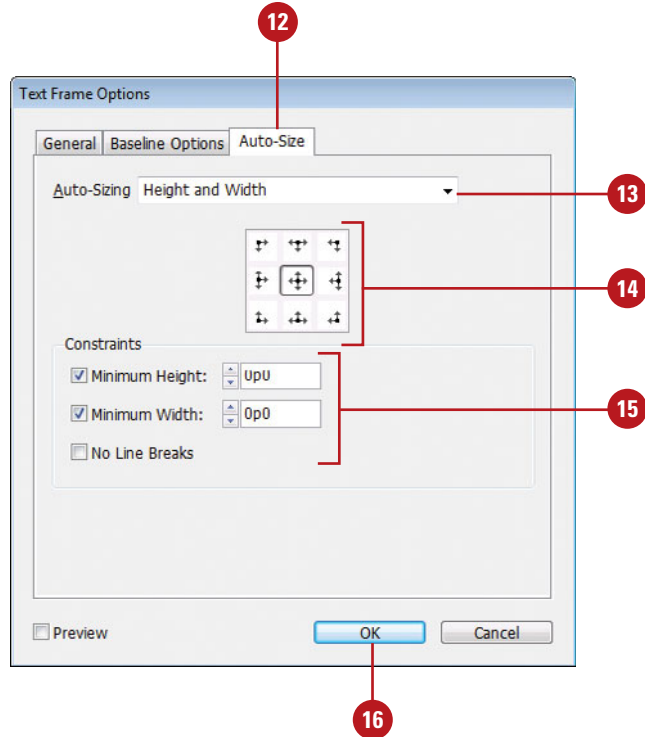 12
Text Frame Options
General Baseline Options Auto-Size
Auto-Sizing Height and Width
13
14
Constraints
Minimum Height: 0p0
Minimum Width: 0p0
15
No Line Breaks
Preview OK Cancel
16